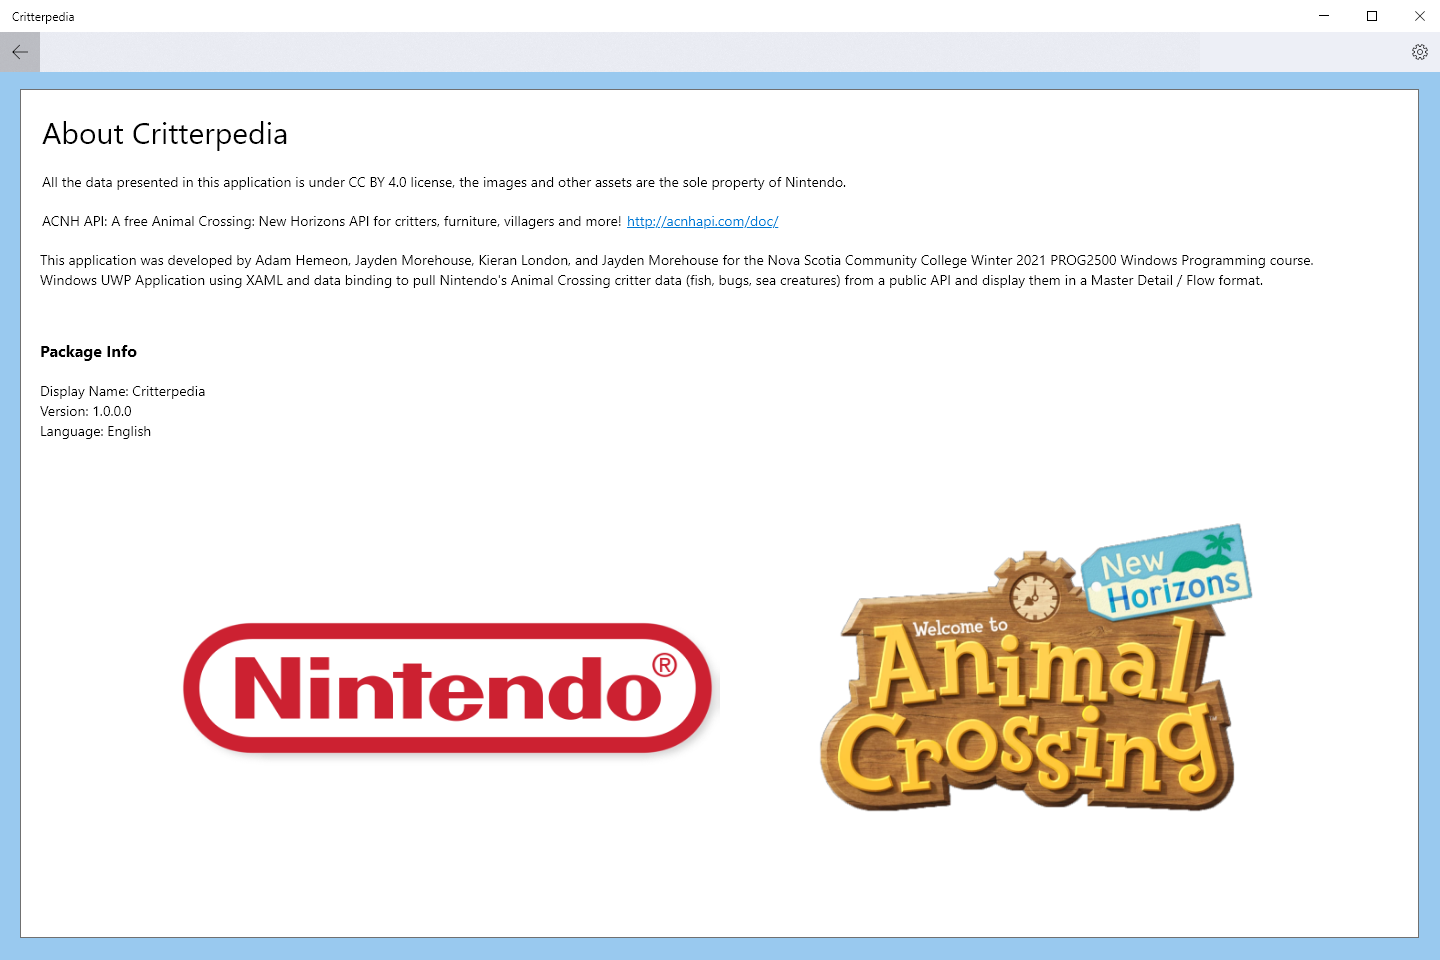 Critterpedia
About Critterpedia
All the data presented in this application is under CC BY 4.0 license, the images and other assets are the sole property of Nintendo.
ACNH API: A free Animal Crossing: New Horizons API for critters, furniture, villagers and more! http://acnhapi.com/doc/
This application was developed by Adam Hemeon, Jayden Morehouse, Kieran London, and Jayden Morehouse for the Nova Scotia Community College Winter 2021 PROG2500 Windows Programming course.
Windows UWP Application using XAML and data binding to pull Nintendo's Animal Crossing critter data (fish, bugs, sea creatures) from a public API and display them in a Master Detail / Flow format.
Package Info
Display Name: Critterpedia
Version: 1.0.0.0
Language: English
Nintendo®
New
Horizons
Welcome to
Animal
Crossing